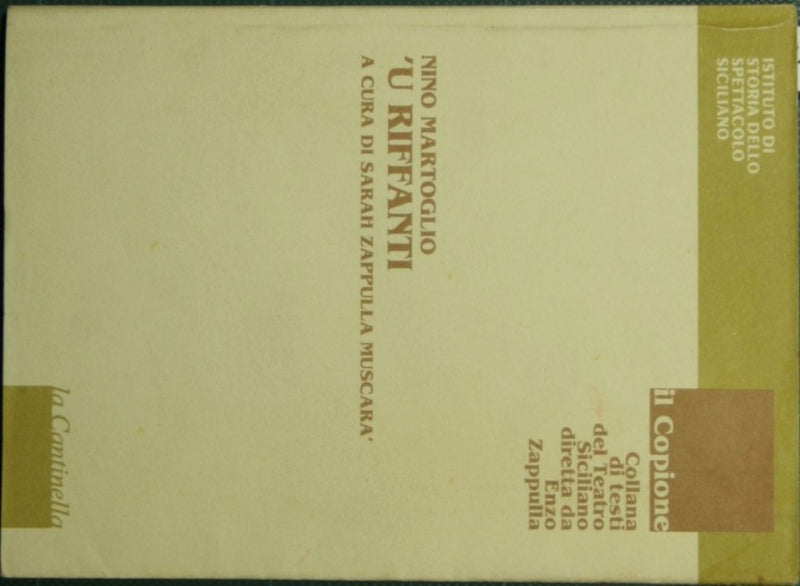 ISTITUTO DI
STORIA DELLO
SPETTACOLO
SICILIANO
il Copione
Collana
di testi
del Teatro
Siciliano
diretta da
Enzo
Zappulla
NINO MARTOGLIO
'U RIFFANTI
A CURA DI SARAH ZAPPULLA MUSCARA'
la Cantinella